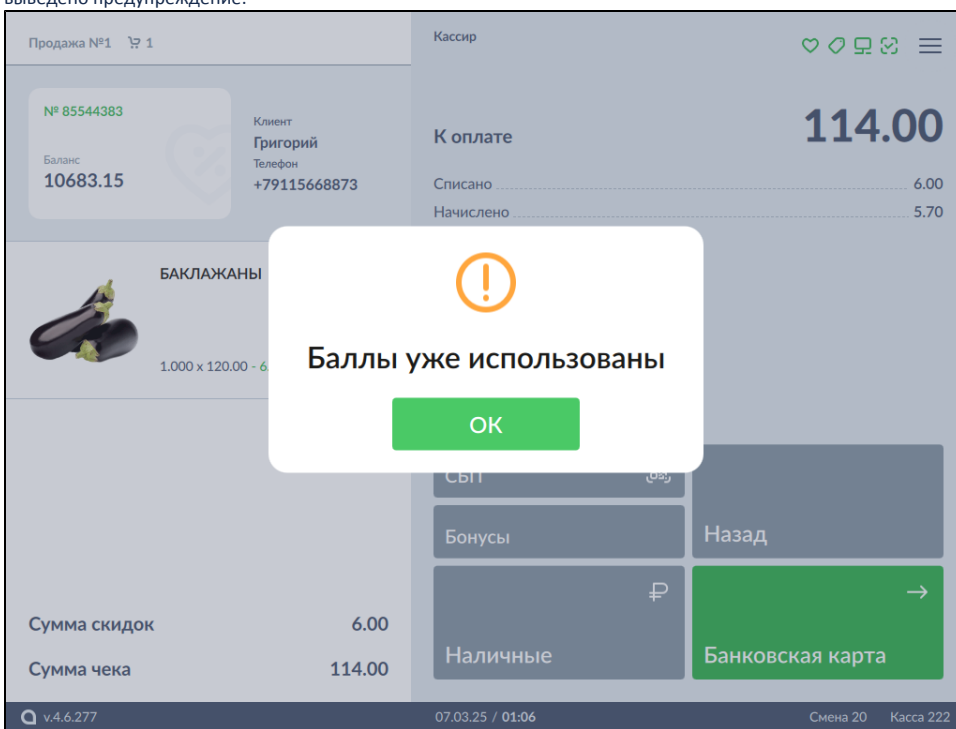 выведено предупреждение:
Продажа №1 1
Кассир
№ 85544383
Баланс
10683.15
Клиент
Григорий
Телефон
+79115668873
К оплате 114.00
Списано 6.00
Начислено 5.70
БАКЛАЖАНЫ
1.000 x 120.00 - 6
Баллы уже использованы
ОК
СБП
Бонусы
Назад
Наличные
Банковская карта
Сумма скидок 6.00
Сумма чека 114.00
v.4.6.277
07.03.25 / 01:06
Смена 20 Касса 222